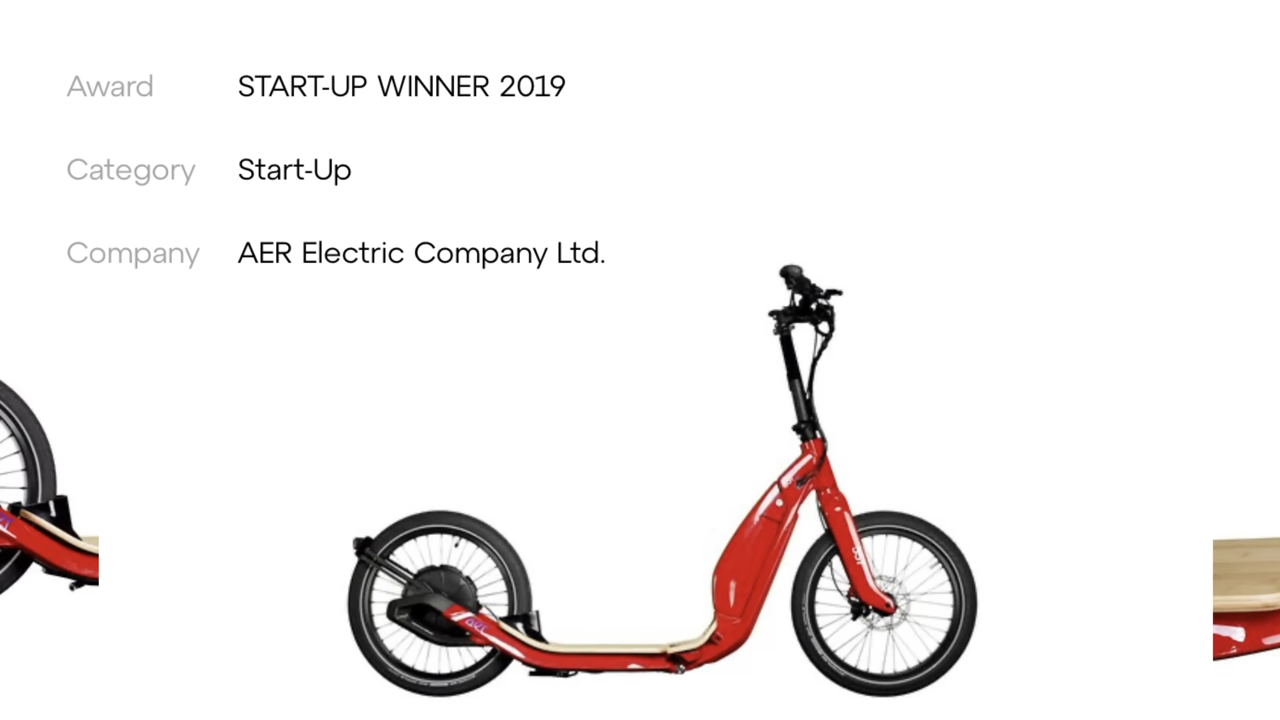 Award START-UP WINNER 2019
Category Start-Up
Company AER Electric Company Ltd.